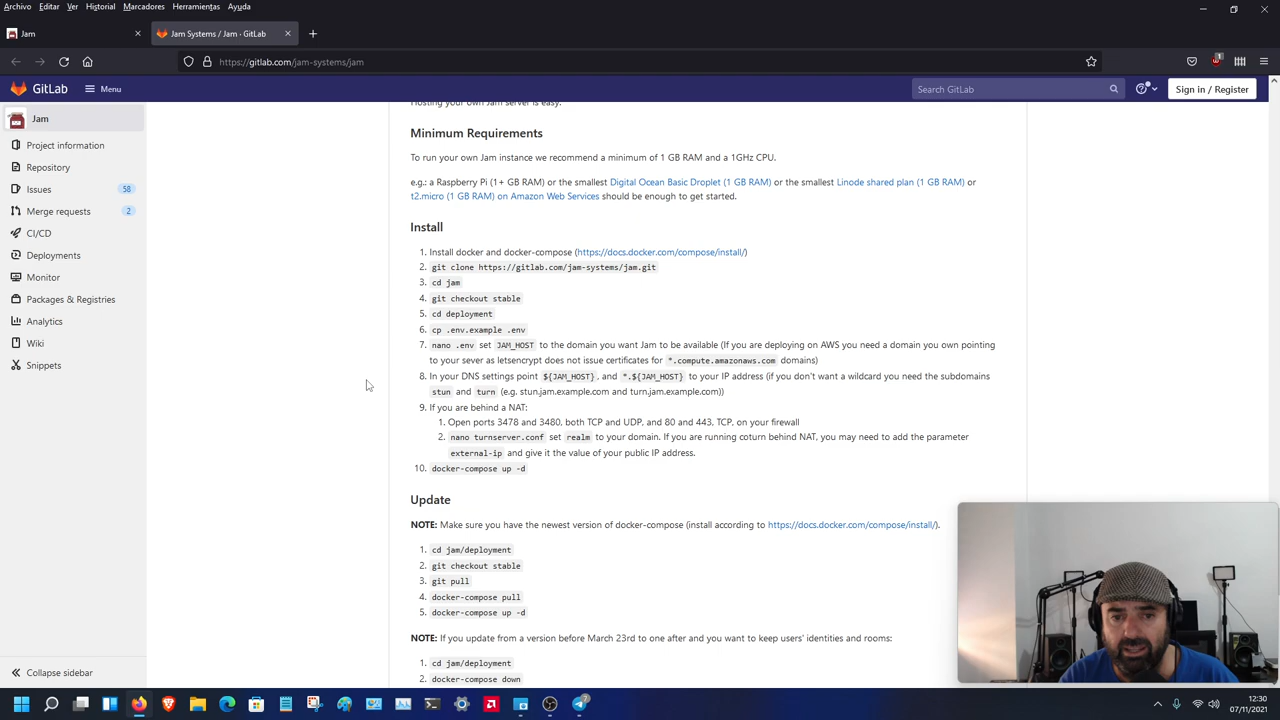 Archivo Editar Ver Historial Marcadores Herramientas Ayuda
Jam
Jam Systems / Jam · GitLab
https://gitlab.com/jam-systems/jam
1
GitLab
Menu
Search GitLab
Sign in / Register
Jam
Project information
Repository
Issues 58
Merge requests 2
CI/CD
Deployments
Monitor
Packages & Registries
Analytics
Wiki
Snippets
Collapse sidebar
Hosting your own Jam server is easy.
Minimum Requirements
To run your own Jam instance we recommend a minimum of 1 GB RAM and a 1GHz CPU.
e.g.: a Raspberry Pi (1+ GB RAM) or the smallest Digital Ocean Basic Droplet (1 GB RAM) or the smallest Linode shared plan (1 GB RAM) or
t2.micro (1 GB RAM) on Amazon Web Services should be enough to get started.
Install
1. Install docker and docker-compose (https://docs.docker.com/compose/install/)
2. git clone https://gitlab.com/jam-systems/jam.git
3. cd jam
4. git checkout stable
5. cd deployment
6. cp .env.example .env
7. nano .env set JAM_HOST to the domain you want Jam to be available (If you are deploying on AWS you need a domain you own pointing
to your sever as letsencrypt does not issue certificates for *.compute.amazonaws.com domains)
8. In your DNS settings point ${JAM_HOST}, and *.${JAM_HOST} to your IP address (if you don't want a wildcard you need the subdomains
stun and turn (e.g. stun.jam.example.com and turn.jam.example.com))
9. If you are behind a NAT:
1. Open ports 3478 and 3480, both TCP and UDP, and 80 and 443, TCP, on your firewall
2. nano turnserver.conf set realm to your domain. If you are running coturn behind NAT, you may need to add the parameter
external-ip and give it the value of your public IP address.
10. docker-compose up -d
Update
NOTE: Make sure you have the newest version of docker-compose (install according to https://docs.docker.com/compose/install/).
1. cd jam/deployment
2. git checkout stable
3. git pull
4. docker-compose pull
5. docker-compose up -d
NOTE: If you update from a version before March 23rd to one after and you want to keep users' identities and rooms:
1. cd jam/deployment
2. docker-compose down
7
12:30
07/11/2021